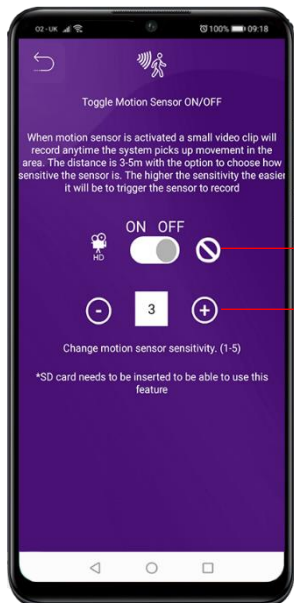 O2-UK 100% 09:18
Toggle Motion Sensor ON/OFF
When motion sensor is activated a small video clip will
record anytime the system picks up movement in the
area. The distance is 3-5m with the option to choose how
sensitive the sensor is. The higher the sensitivity the easier
it will be to trigger the sensor to record
ON OFF
HD
- 3 +
Change motion sensor sensitivity. (1-5)
*SD card needs to be inserted to be able to use this
feature